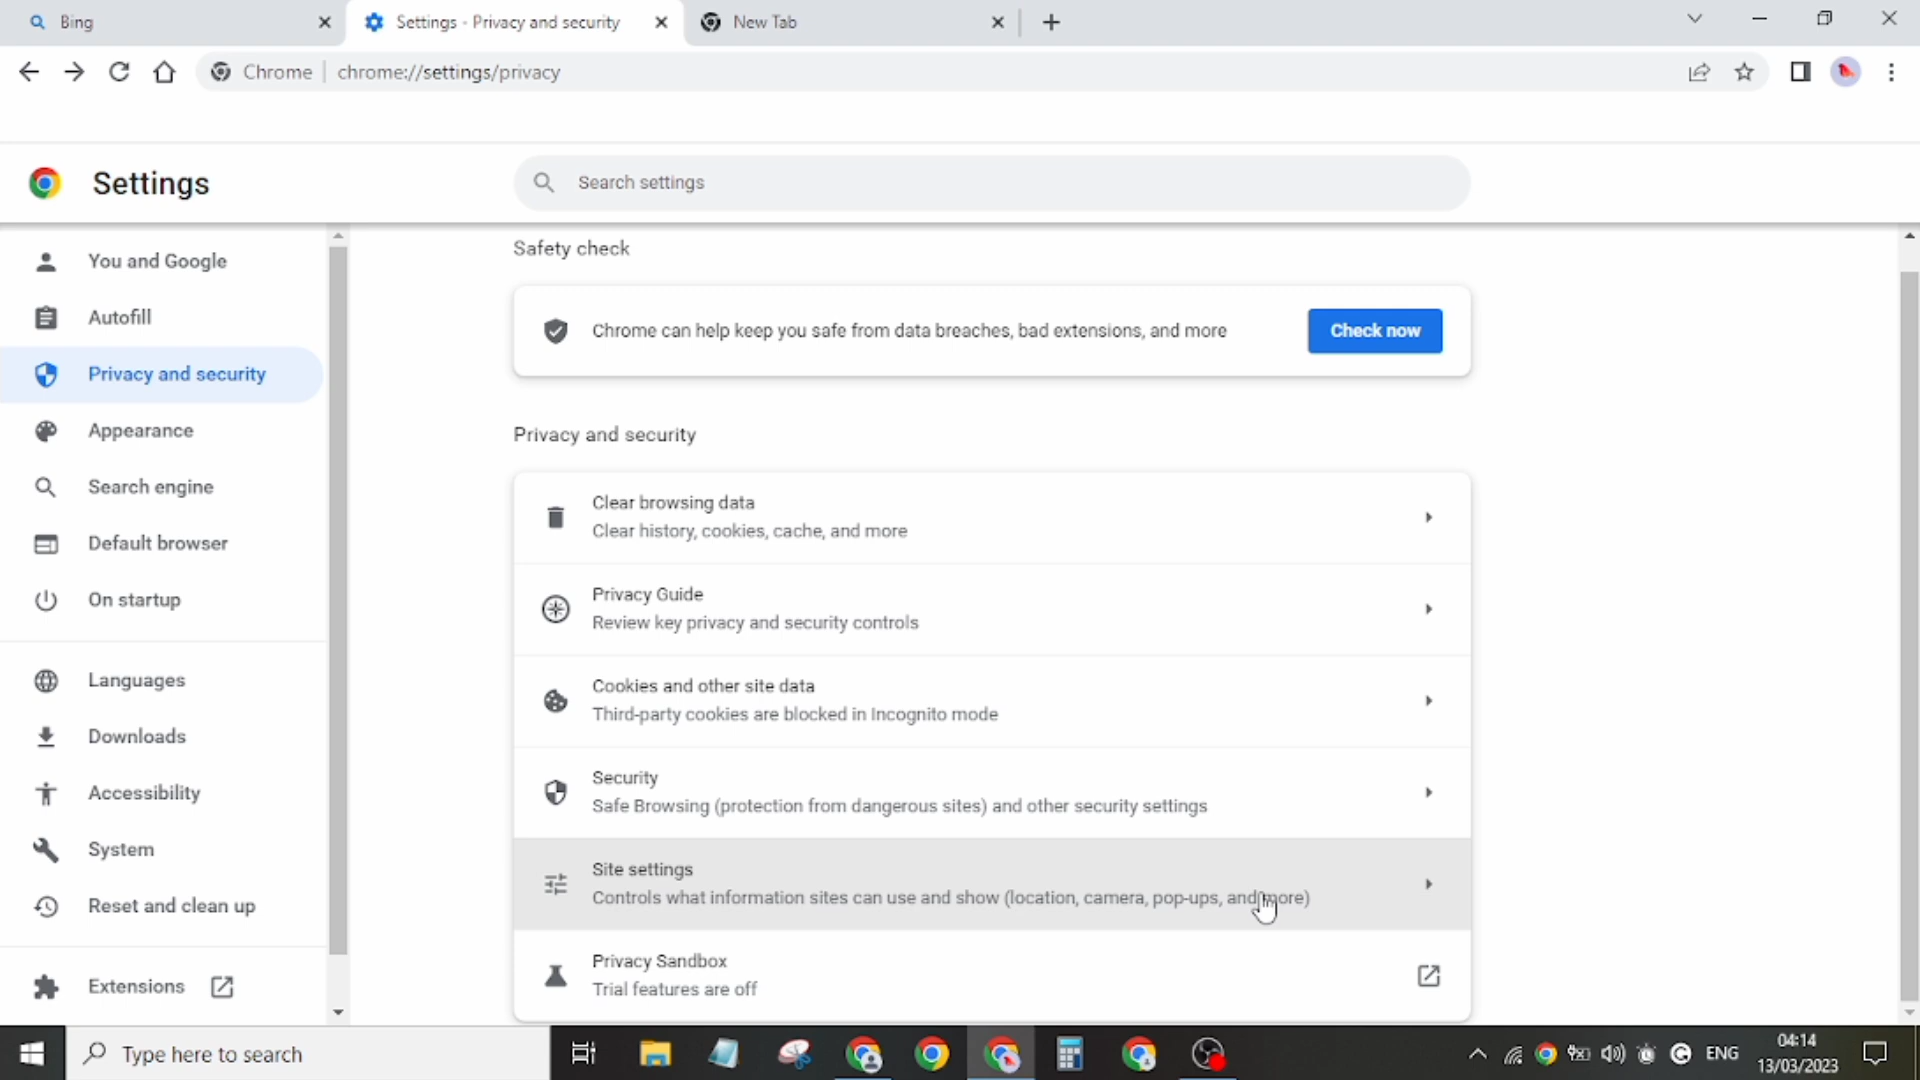 Bing
Settings - Privacy and security
New Tab
Chrome
chrome://settings/privacy
Settings
Search settings
You and Google
Autofill
Privacy and security
Appearance
Search engine
Default browser
On startup
Languages
Downloads
Accessibility
System
Reset and clean up
Extensions
Safety check
Chrome can help keep you safe from data breaches, bad extensions, and more
Check now
Privacy and security
Clear browsing data
Clear history, cookies, cache, and more
Privacy Guide
Review key privacy and security controls
Cookies and other site data
Third-party cookies are blocked in Incognito mode
Security
Safe Browsing (protection from dangerous sites) and other security settings
Site settings
Controls what information sites can use and show (location, camera, pop-ups, and more)
Privacy Sandbox
Trial features are off
Type here to search
ENG
04:14
13/03/2023